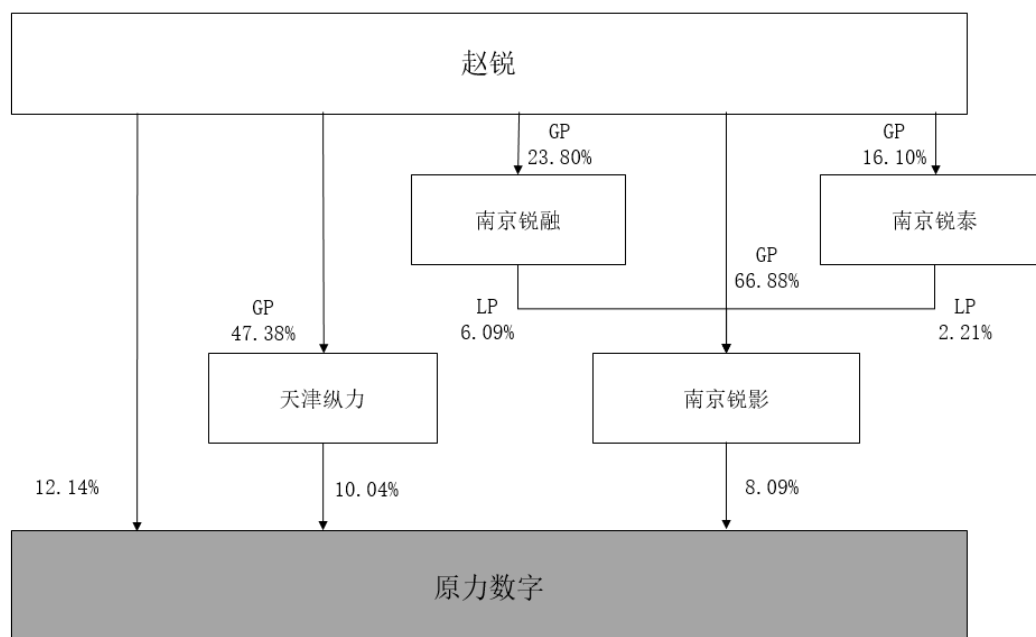 赵锐
GP
23.80%
GP
16.10%
南京锐融
南京锐泰
GP
66.88%
GP
47.38%
LP
6.09%
LP
2.21%
天津纵力
南京锐影
12.14%
10.04%
8.09%
原力数字